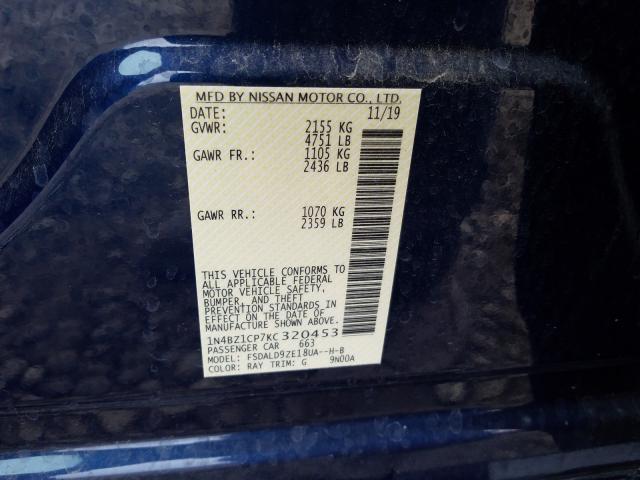 MFD BY NISSAN MOTOR CO., LTD.
DATE: 11/19
GVWR: 2155 KG
4751 LB
GAWR FR.: 1105 KG
2436 LB
GAWR RR.: 1070 KG
2359 LB
THIS VEHICLE CONFORMS TO
ALL APPLICABLE FEDERAL
MOTOR VEHICLE SAFETY,
BUMPER, AND THEFT
PREVENTION STANDARDS IN
EFFECT ON THE DATE OF
MANUFACTURE SHOWN ABOVE.
1N4BZ1CP7KC320453
PASSENGER CAR 663
MODEL: FSDALD9ZE18UA--H-B
COLOR: RAY TRIM: G 9N00A